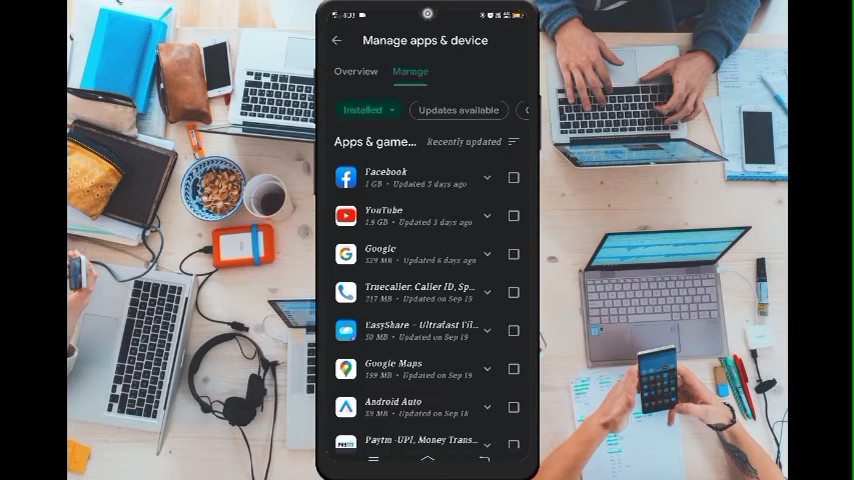 Manage apps & device
Overview Manage
Installed Updates available
Apps & game... Recently updated
Facebook
1 GB • Updated 3 days ago
YouTube
1.9 GB • Updated 3 days ago
Google
529 MB • Updated 6 days ago
Truecaller: Caller ID, Sp...
217 MB • Updated on Sep 19
EasyShare – Ultrafast Fil...
50 MB • Updated on Sep 19
Google Maps
199 MB • Updated on Sep 19
Android Auto
59 MB • Updated on Sep 18
Paytm -UPI, Money Trans...